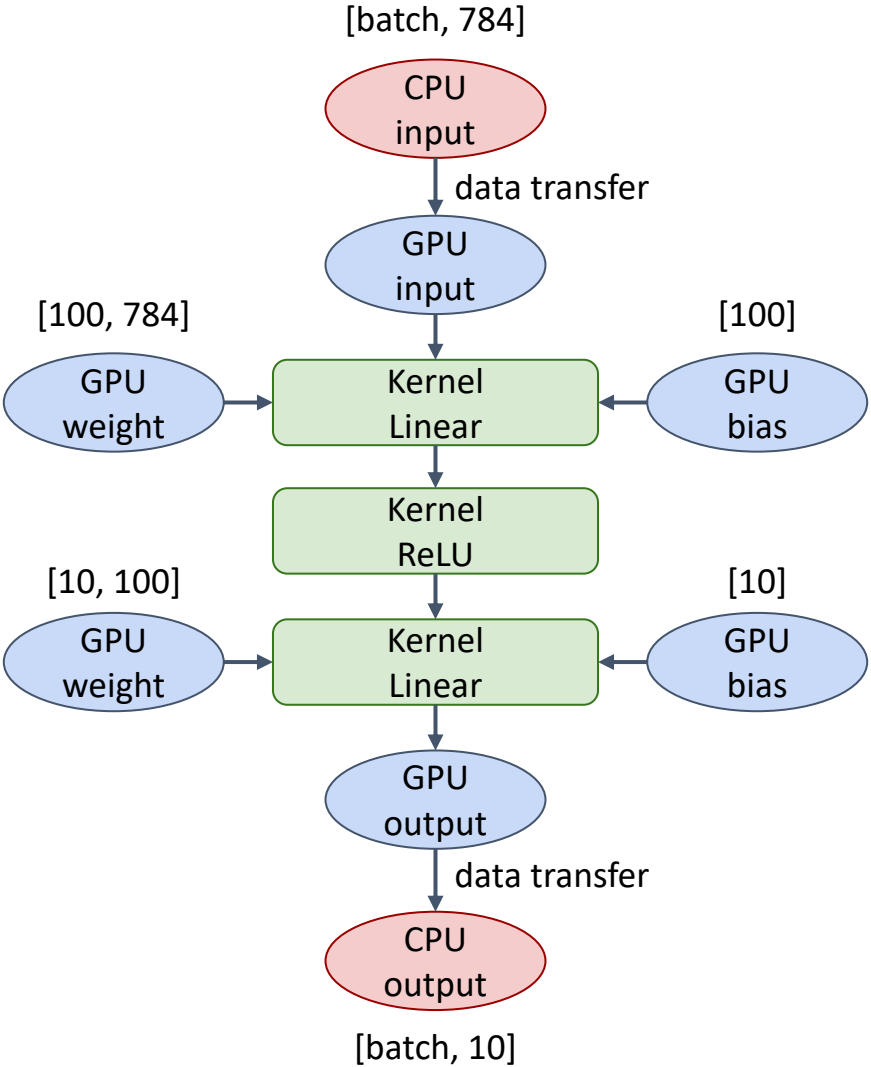 [batch, 784]
CPU
input
data transfer
GPU
input
[100, 784]
[100]
GPU
weight
Kernel
Linear
GPU
bias
Kernel
ReLU
[10, 100]
[10]
GPU
weight
Kernel
Linear
GPU
bias
GPU
output
data transfer
CPU
output
[batch, 10]